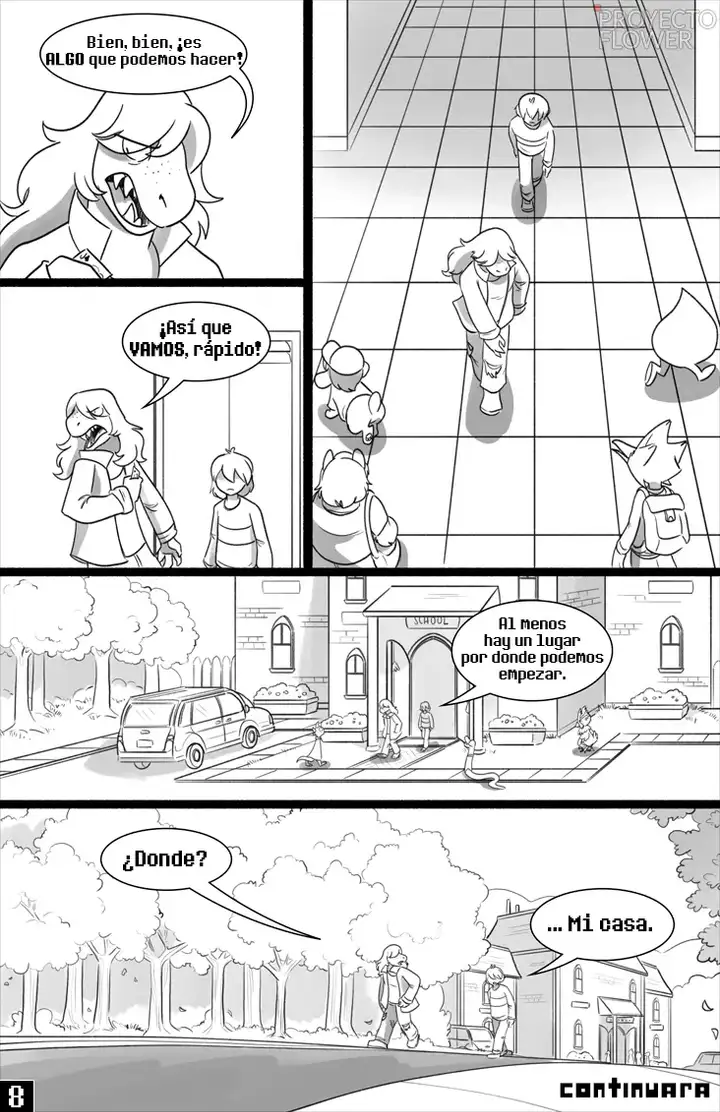 PROYECTO
FLOWER
Bien, bien, ¡es
ALGO que podemos hacer!
¡Así que
VAMOS, rápido!
SCHOOL
Al menos
hay un lugar
por donde podemos
empezar.
¿Donde?
... Mi casa.
8
CONTINUARA